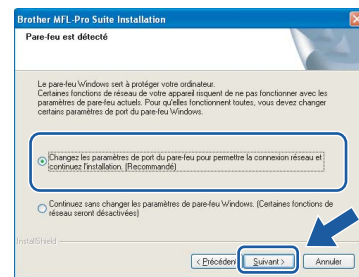 Brother MFL-Pro Suite Installation
Pare-feu est détecté
Le pare-feu Windows sert à protéger votre ordinateur.
Certaines fonctions de réseau de votre appareil risquent de ne pas fonctionner avec les
paramètres de pare-feu actuels. Pour qu'elles fonctionnent toutes, vous devez changer
certains paramètres de port du pare-feu Windows.
Changez les paramètres de port du pare-feu pour permettre la connexion réseau et
continuez l'installation. (Recommandé)
Continuez sans changer les paramètres de pare-feu Windows. (Certaines fonctions de
réseau seront désactivées)
InstallShield
< Précédent
Suivant >
Annuler